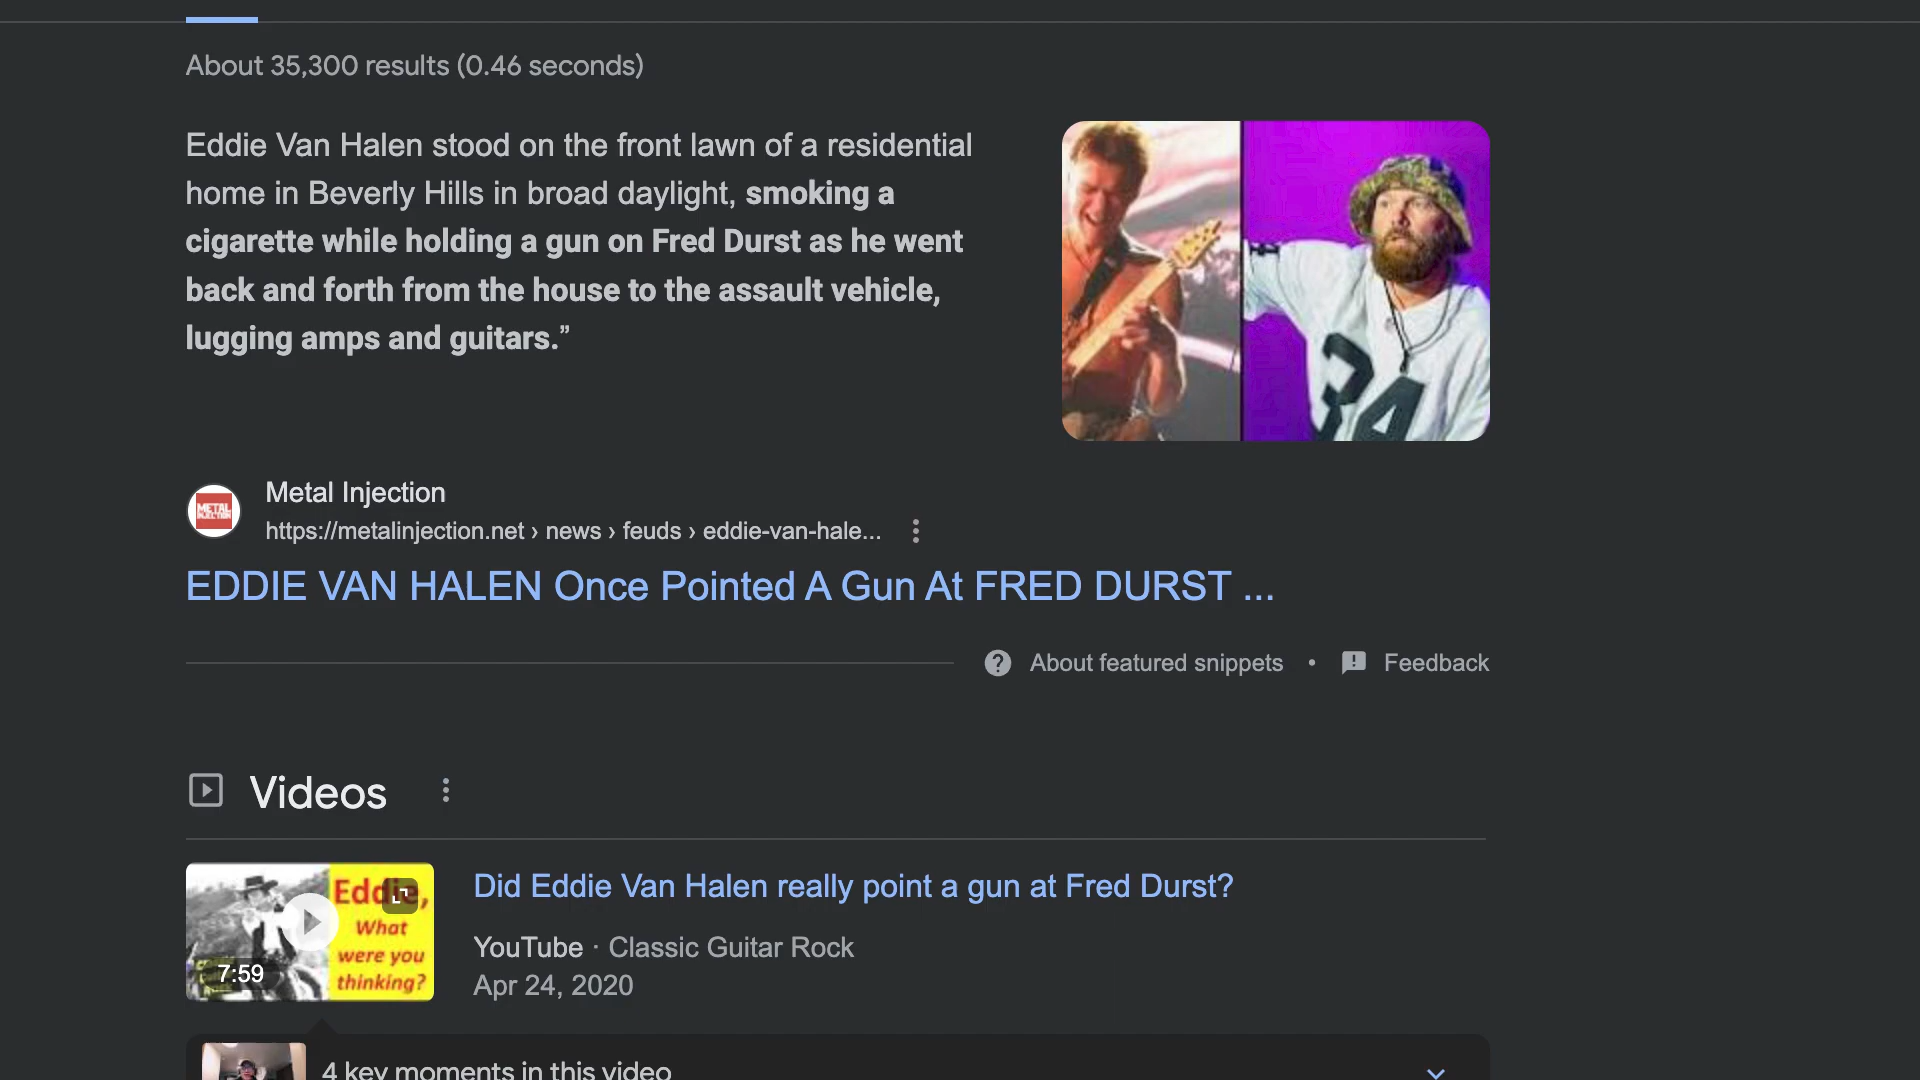 About 35,300 results (0.46 seconds)
Eddie Van Halen stood on the front lawn of a residential
home in Beverly Hills in broad daylight, smoking a
cigarette while holding a gun on Fred Durst as he went
back and forth from the house to the assault vehicle,
lugging amps and guitars.”
34
METAL
INJECTION
Metal Injection
https://metalinjection.net › news › feuds › eddie-van-hale...
EDDIE VAN HALEN Once Pointed A Gun At FRED DURST ...
About featured snippets • Feedback
Videos
Eddie,
What
were you
thinking?
7:59
Did Eddie Van Halen really point a gun at Fred Durst?
YouTube · Classic Guitar Rock
Apr 24, 2020
4 key moments in this video